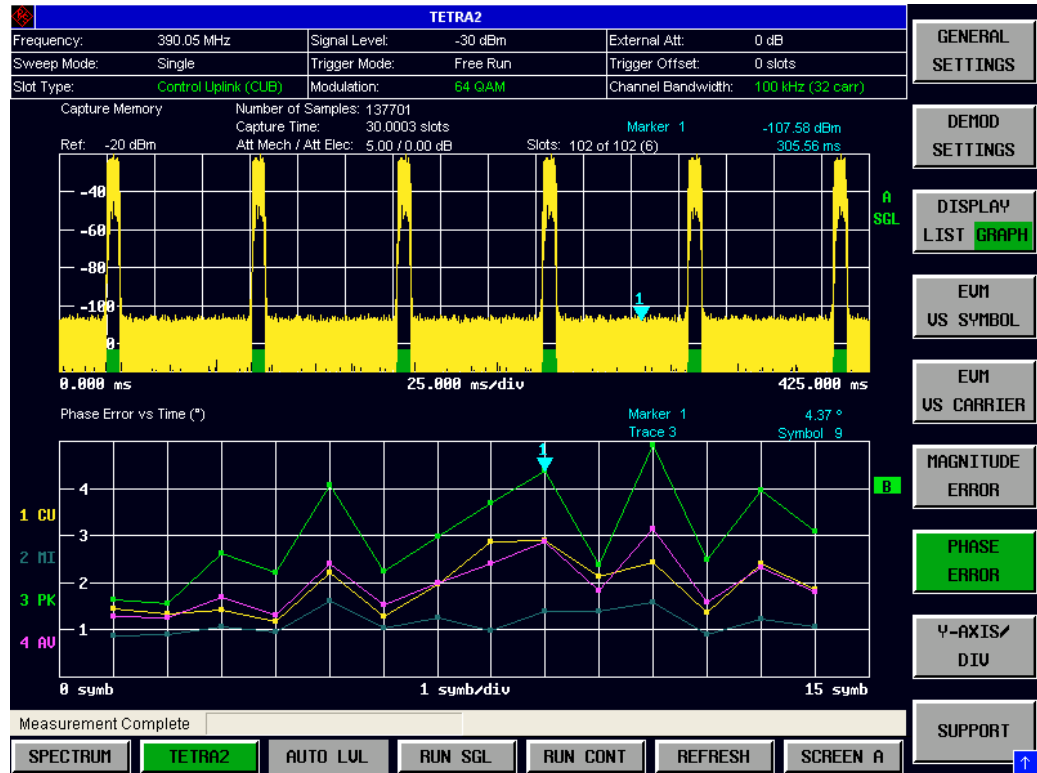 TETRA2
Frequency: 390.05 MHz Signal Level: -30 dBm External Att: 0 dB
Sweep Mode: Single Trigger Mode: Free Run Trigger Offset: 0 slots
Slot Type: Control Uplink (CUB) Modulation: 64 QAM Channel Bandwidth: 100 kHz (32 carr)
Capture Memory Number of Samples: 137701
Capture Time: 30.0003 slots Marker 1 -107.58 dBm
Ref: -20 dBm Att Mech / Att Elec: 5.00 / 0.00 dB Slots: 102 of 102 (6) 305.56 ms
-40
A
SGL
-60
-80
1
-100
0.000 ms 25.000 ms/div 425.000 ms
Phase Error vs Time (°) Marker 1 4.37 °
Trace 3 Symbol 9
1
4
B
1 CU
3
2 MI
2
3 PK
1
4 AV
0 symb 1 symb/div 15 symb
Measurement Complete
SPECTRUM TETRA2 AUTO LVL RUN SGL RUN CONT REFRESH SCREEN A
GENERAL
SETTINGS
DEMOD
SETTINGS
DISPLAY
LIST GRAPH
EVM
VS SYMBOL
EVM
VS CARRIER
MAGNITUDE
ERROR
PHASE
ERROR
Y-AXIS/
DIV
SUPPORT
↑